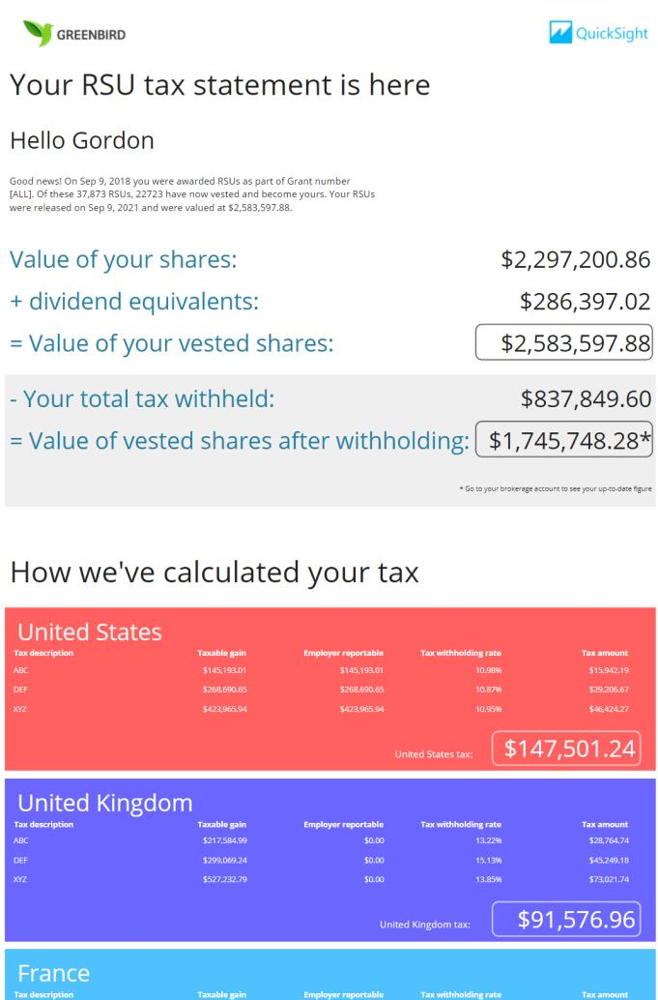 GREENBIRD
QuickSight
Your RSU tax statement is here
Hello Gordon
Good news! On Sep 9, 2018 you were awarded RSUs as part of Grant number
[ALL]. Of these 37,873 RSUs, 22723 have now vested and become yours. Your RSUs
were released on Sep 9, 2021 and were valued at $2,583,597.88.
Value of your shares: $2,297,200.86
+ dividend equivalents: $286,397.02
= Value of your vested shares: $2,583,597.88
- Your total tax withheld: $837,849.60
= Value of vested shares after withholding: $1,745,748.28*
* Go to your brokerage account to see your up-to-date figure
How we've calculated your tax
United States
Tax description Taxable gain Employer reportable Tax withholding rate Tax amount
ABC $145,193.01 $145,193.01 10.98% $15,942.19
DEF $268,690.65 $268,690.65 10.87% $29,206.67
XYZ $423,965.94 $423,965.94 10.95% $46,424.27
United States tax: $147,501.24
United Kingdom
Tax description Taxable gain Employer reportable Tax withholding rate Tax amount
ABC $217,584.99 $0.00 13.22% $28,764.74
DEF $299,069.24 $0.00 15.13% $45,249.18
XYZ $527,232.79 $0.00 13.85% $73,021.74
United Kingdom tax: $91,576.96
France
Tax description Taxable gain Employer reportable Tax withholding rate Tax amount